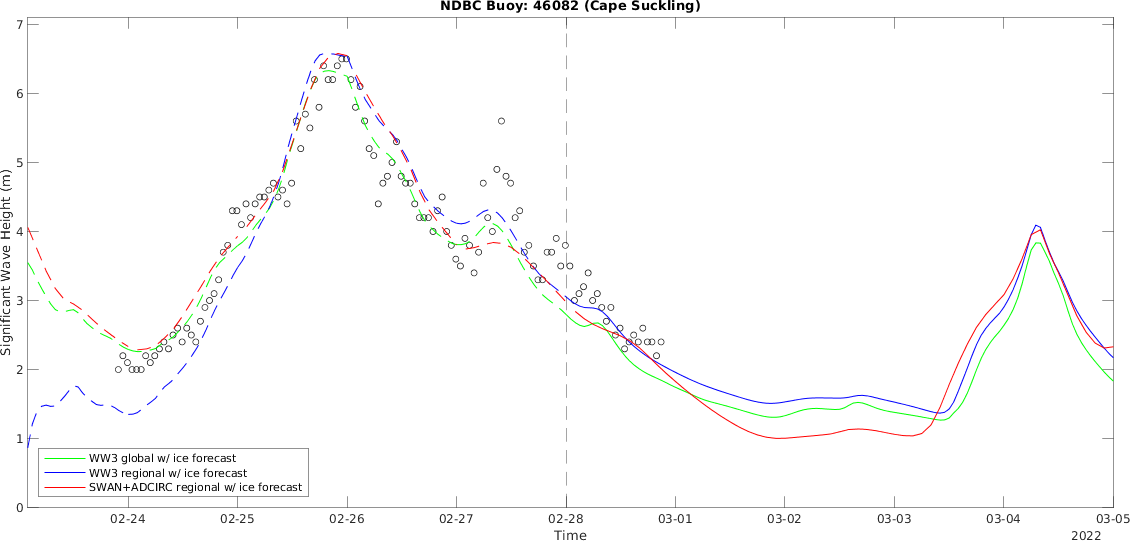 NDBC Buoy: 46082 (Cape Suckling)
7
6
5
4
3
2
1
0
Significant Wave Height (m)
WW3 global w/ ice forecast
WW3 regional w/ ice forecast
SWAN+ADCIRC regional w/ ice forecast
02-24 02-25 02-26 02-27 02-28 03-01 03-02 03-03 03-04 03-05
Time
2022